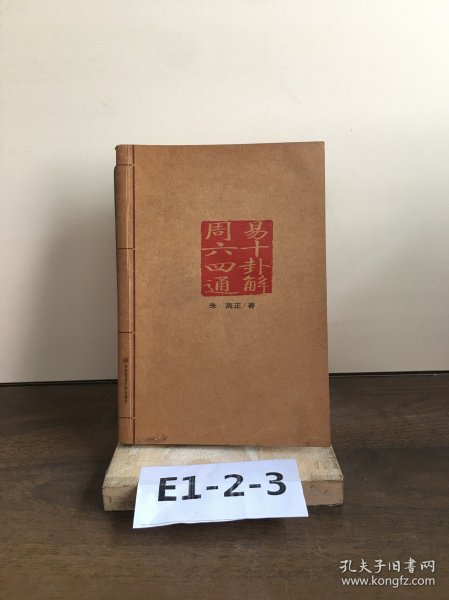 周易
六十
四卦
通解
朱 高正/著
E1-2-3
孔夫子旧书网
www.kongfz.com